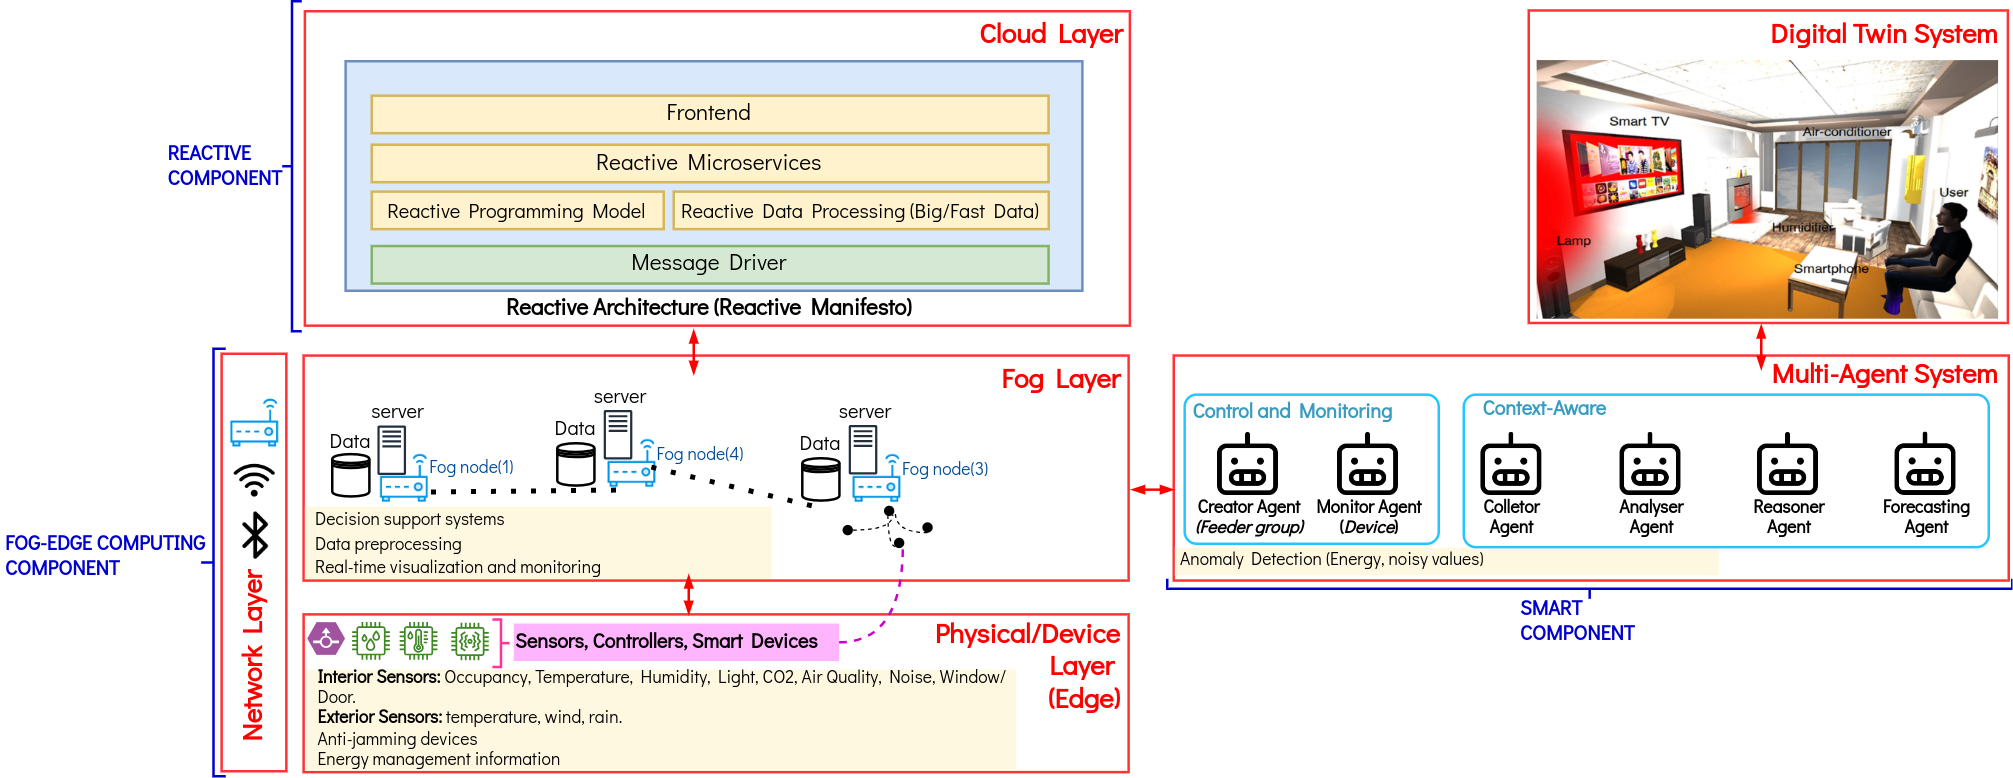 Cloud Layer
Frontend
Reactive Microservices
Reactive Programming Model
Reactive Data Processing (Big/Fast Data)
Message Driver
Reactive Architecture (Reactive Manifesto)
REACTIVE
COMPONENT
Digital Twin System
Smart TV
Air-conditioner
User
Lamp
Humidifier
Smartphone
FOG-EDGE COMPUTING
COMPONENT
Network Layer
Fog Layer
server
Data
Fog node(1)
server
Data
Fog node(4)
server
Data
Fog node(3)
Decision support systems
Data preprocessing
Real-time visualization and monitoring
Multi-Agent System
Control and Monitoring
Creator Agent
(Feeder group)
Monitor Agent
(Device)
Context-Aware
Colletor
Agent
Analyser
Agent
Reasoner
Agent
Forecasting
Agent
Anomaly Detection (Energy, noisy values)
SMART
COMPONENT
Physical/Device
Layer
(Edge)
Sensors, Controllers, Smart Devices
Interior Sensors: Occupancy, Temperature, Humidity, Light, CO2, Air Quality, Noise, Window/
Door.
Exterior Sensors: temperature, wind, rain.
Anti-jamming devices
Energy management information